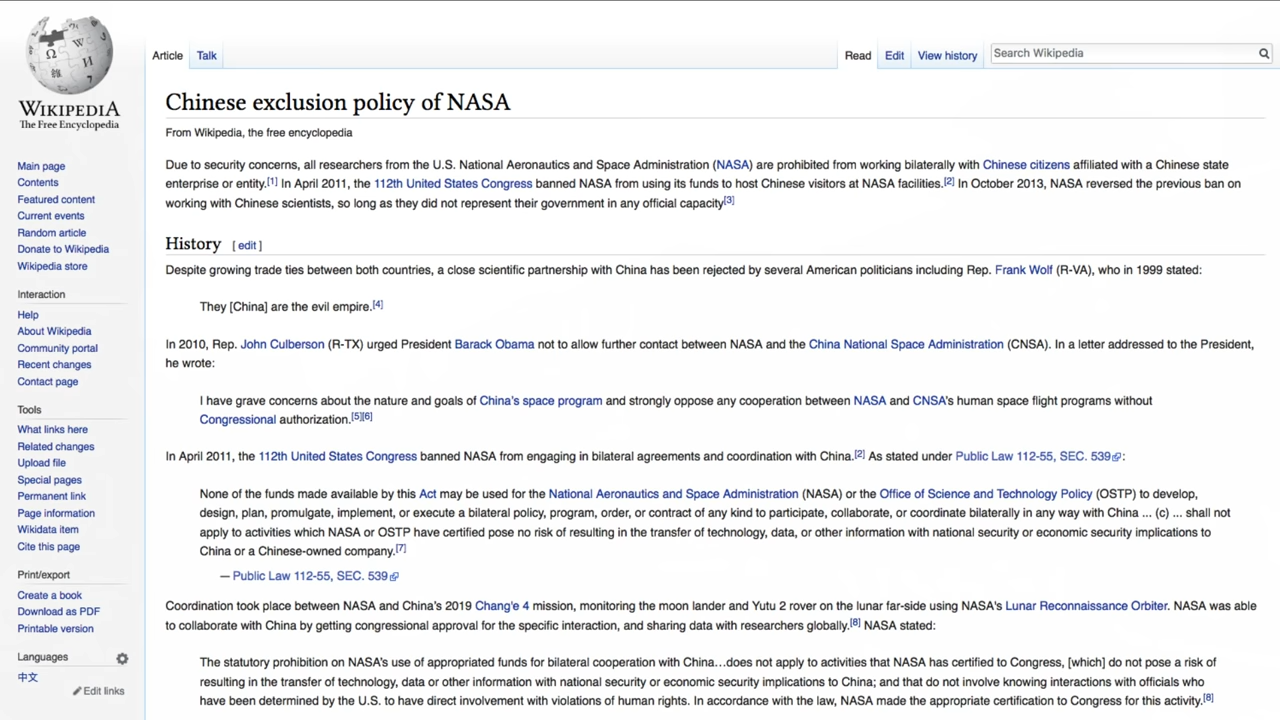 WIKIPEDIA
The Free Encyclopedia
Main page
Contents
Featured content
Current events
Random article
Donate to Wikipedia
Wikipedia store
Interaction
Help
About Wikipedia
Community portal
Recent changes
Contact page
Tools
What links here
Related changes
Upload file
Special pages
Permanent link
Page information
Wikidata item
Cite this page
Print/export
Create a book
Download as PDF
Printable version
Languages
中文
Edit links
Article Talk
Read Edit View history Search Wikipedia
Chinese exclusion policy of NASA
From Wikipedia, the free encyclopedia
Due to security concerns, all researchers from the U.S. National Aeronautics and Space Administration (NASA) are prohibited from working bilaterally with Chinese citizens affiliated with a Chinese state
enterprise or entity.[1] In April 2011, the 112th United States Congress banned NASA from using its funds to host Chinese visitors at NASA facilities.[2] In October 2013, NASA reversed the previous ban on
working with Chinese scientists, so long as they did not represent their government in any official capacity[3]
History [ edit ]
Despite growing trade ties between both countries, a close scientific partnership with China has been rejected by several American politicians including Rep. Frank Wolf (R-VA), who in 1999 stated:
They [China] are the evil empire.[4]
In 2010, Rep. John Culberson (R-TX) urged President Barack Obama not to allow further contact between NASA and the China National Space Administration (CNSA). In a letter addressed to the President,
he wrote:
I have grave concerns about the nature and goals of China's space program and strongly oppose any cooperation between NASA and CNSA's human space flight programs without
Congressional authorization.[5][6]
In April 2011, the 112th United States Congress banned NASA from engaging in bilateral agreements and coordination with China.[2] As stated under Public Law 112-55, SEC. 539:
None of the funds made available by this Act may be used for the National Aeronautics and Space Administration (NASA) or the Office of Science and Technology Policy (OSTP) to develop,
design, plan, promulgate, implement, or execute a bilateral policy, program, order, or contract of any kind to participate, collaborate, or coordinate bilaterally in any way with China ... (c) ... shall not
apply to activities which NASA or OSTP have certified pose no risk of resulting in the transfer of technology, data, or other information with national security or economic security implications to
China or a Chinese-owned company.[7]
— Public Law 112-55, SEC. 539
Coordination took place between NASA and China's 2019 Chang'e 4 mission, monitoring the moon lander and Yutu 2 rover on the lunar far-side using NASA's Lunar Reconnaissance Orbiter. NASA was able
to collaborate with China by getting congressional approval for the specific interaction, and sharing data with researchers globally.[8] NASA stated:
The statutory prohibition on NASA's use of appropriated funds for bilateral cooperation with China…does not apply to activities that NASA has certified to Congress, [which] do not pose a risk of
resulting in the transfer of technology, data or other information with national security or economic security implications to China; and that do not involve knowing interactions with officials who
have been determined by the U.S. to have direct involvement with violations of human rights. In accordance with the law, NASA made the appropriate certification to Congress for this activity.[8]